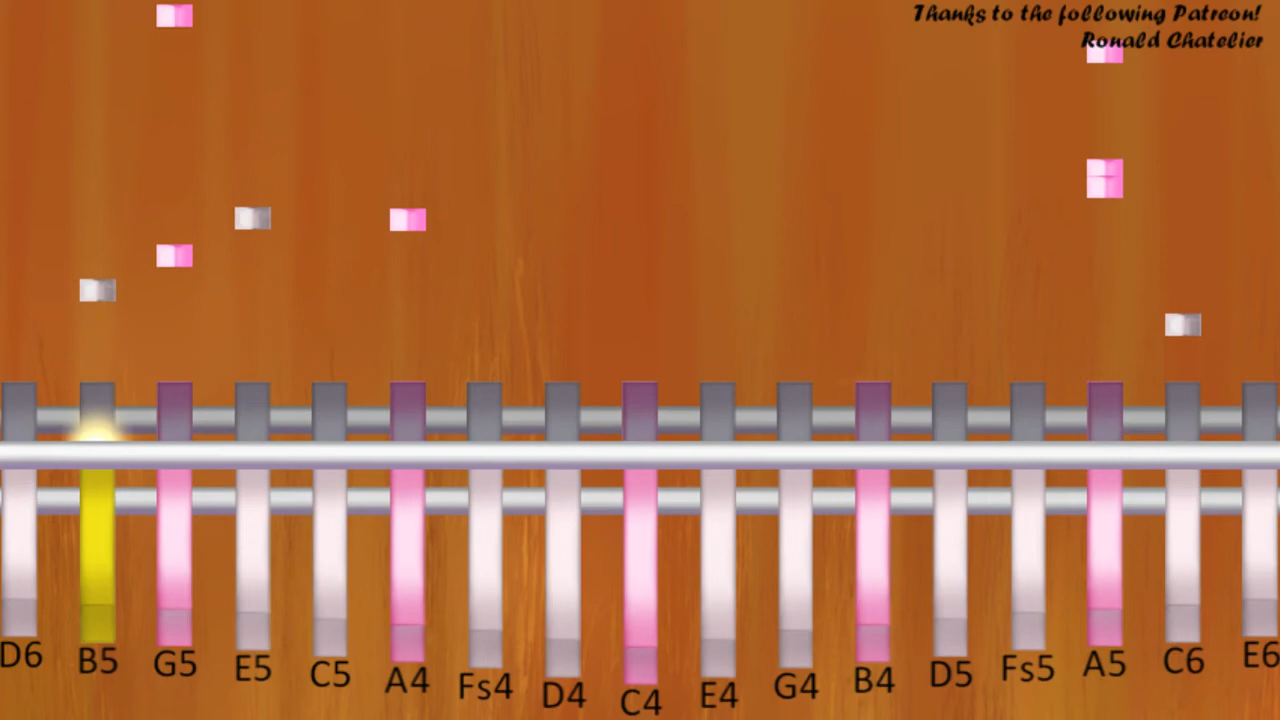 Thanks to the following Patreon!
Ronald Chatelier
D6 B5 G5 E5 C5 A4 Fs4 D4 C4 E4 G4 B4 D5 Fs5 A5 C6 E6